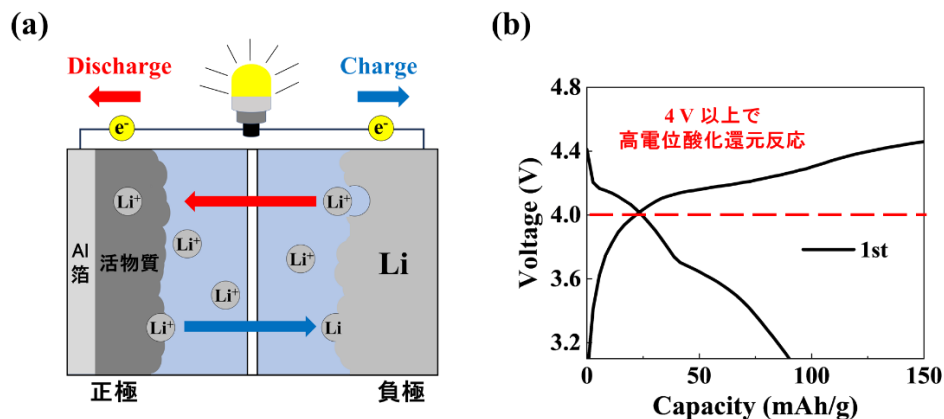 (a)
Discharge
Charge
e-
e-
Li+
Li+
Li+
Li+
Li+
Li+
Li
Al
箔
活物質
Li
正極
負極
(b)
4.8
4.4
4.0
3.6
3.2
Voltage (V)
4 V 以上で
高電位酸化還元反応
1st
0
50
100
150
Capacity (mAh/g)